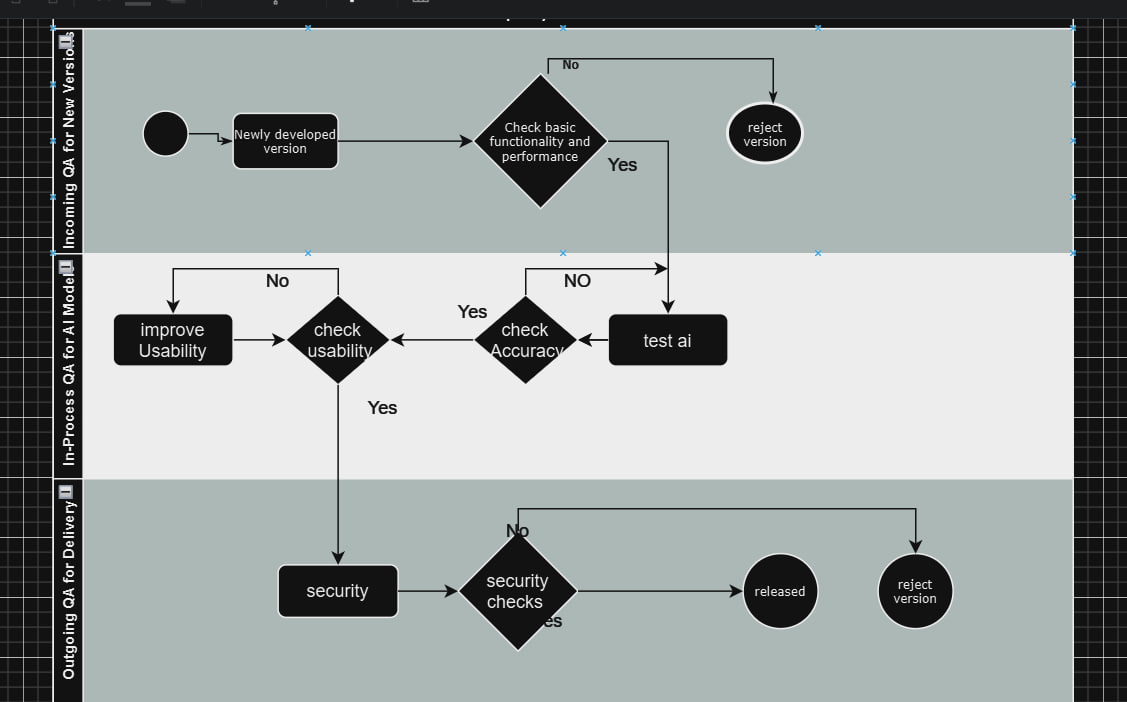 Incoming QA for New Versions
No
Newly developed
version
Check basic
functionality and
performance
Yes
reject
version
In-Process QA for AI Model
No
NO
improve
Usability
check
usability
Yes
check
Accuracy
test ai
Yes
Outgoing QA for Delivery
No
security
security
checks
es
released
reject
version